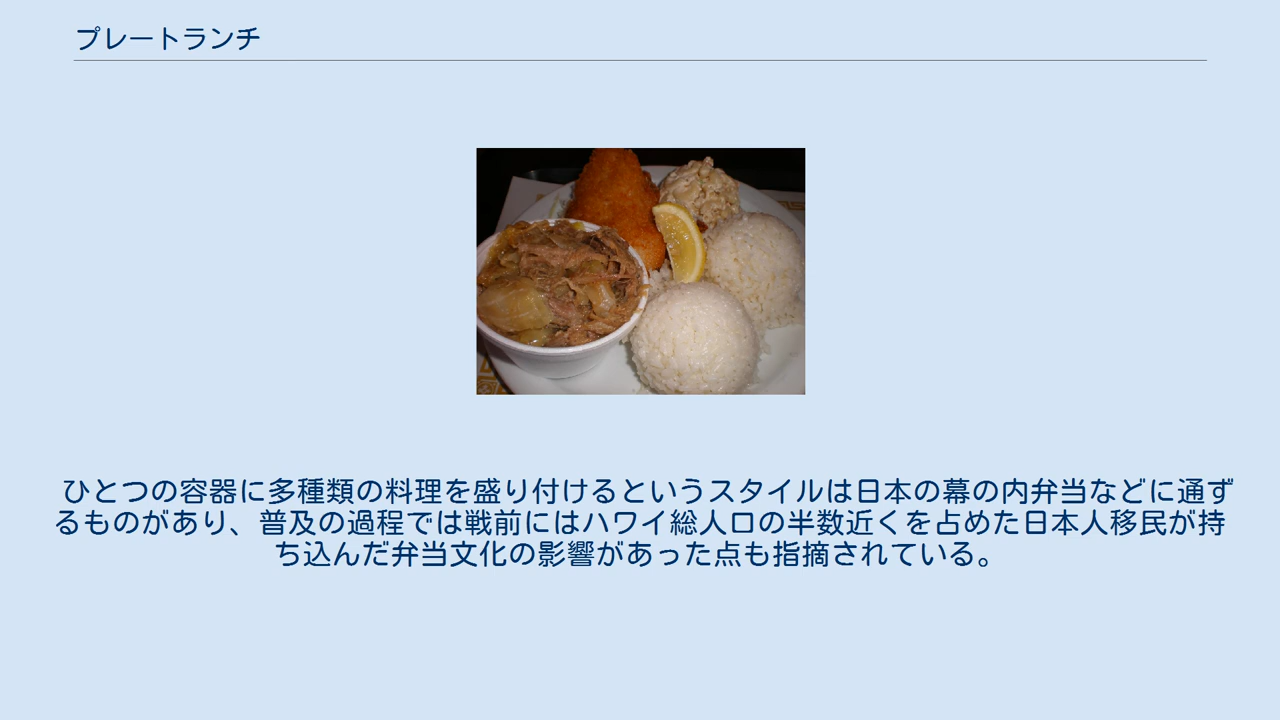 プレートランチ
ひとつの容器に多種類の料理を盛り付けるというスタイルは日本の幕の内弁当などに通ず
るものがあり、普及の過程では戦前にはハワイ総人口の半数近くを占めた日本人移民が持
ち込んだ弁当文化の影響があった点も指摘されている。